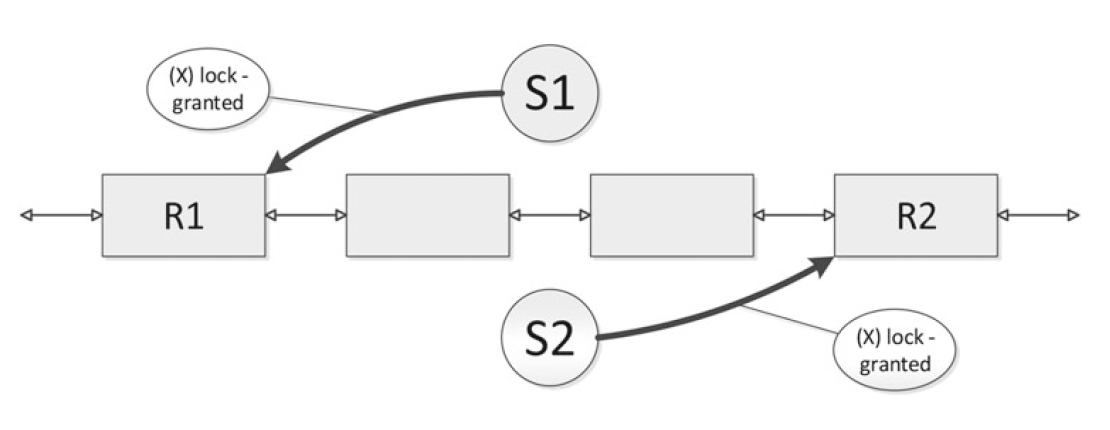 (X) lock -
granted
S1
R1
R2
S2
(X) lock -
granted